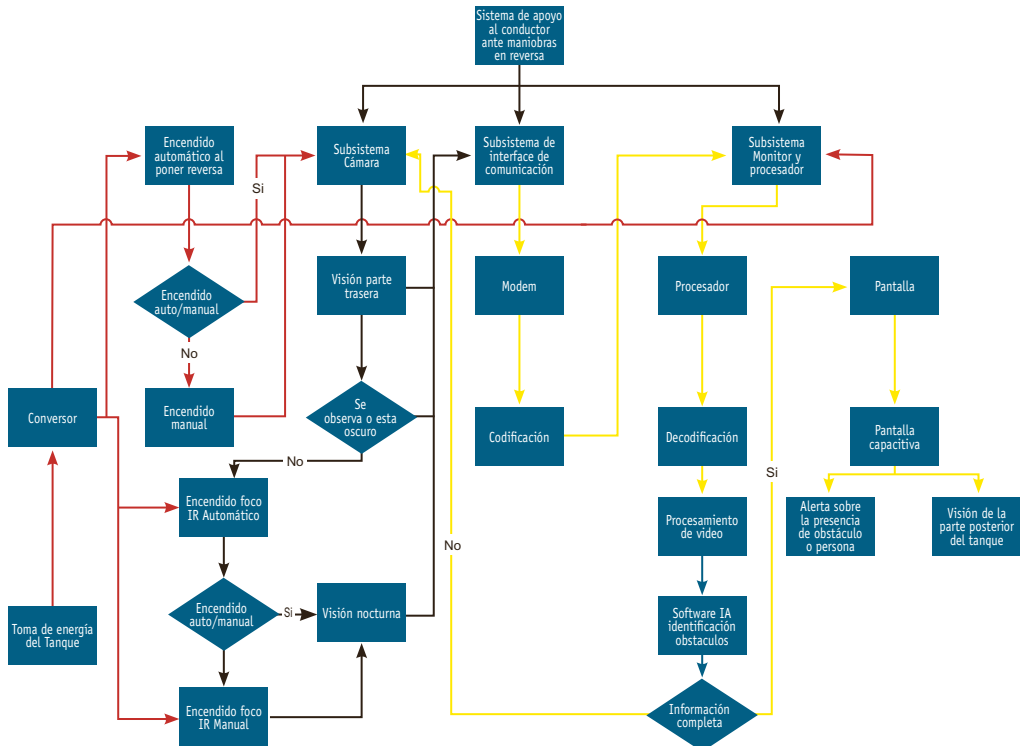 Sistema de apoyo
al conductor
ante maniobras
en reversa
Encendido
automático al
poner reversa
Subsistema
Cámara
Subsistema de
interface de
comunicación
Subsistema
Monitor y
procesador
Si
Encendido
auto/manual
Visión parte
trasera
Modem
Procesador
Pantalla
No
Conversor
Encendido
manual
Se
observa o esta
oscuro
Codificación
Decodificación
Pantalla
capacitiva
No
Si
Encendido foco
IR Automático
Procesamiento
de video
Alerta sobre
la presencia
de obstáculo
o persona
Visión de la
parte posterior
del tanque
No
Toma de energía
del Tanque
Encendido
auto/manual
Si
Visión nocturna
Software IA
identificación
obstaculos
Encendido foco
IR Manual
Información
completa